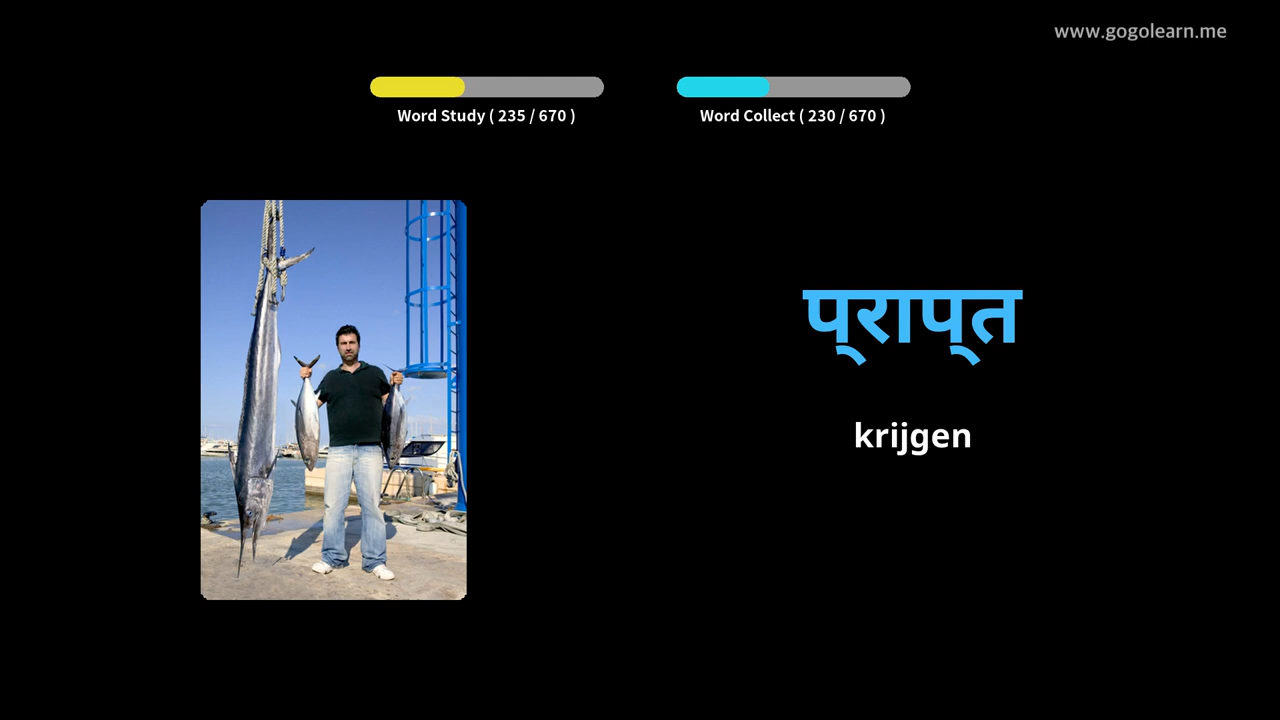 www.gogolearn.me
Word Study ( 235 / 670 )
Word Collect ( 230 / 670 )
प्राप्त
krijgen